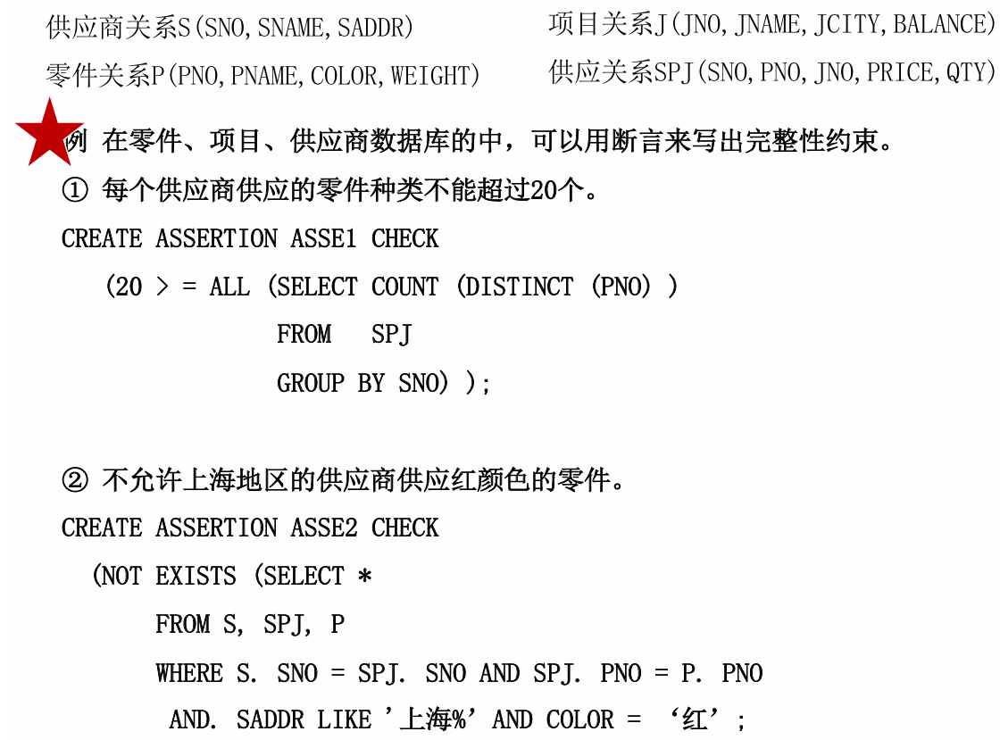 供应商关系S(SNO,SNAME,SADDR)
项目关系J(JNO,JNAME,JCITY,BALANCE)
零件关系P(PNO,PNAME,COLOR,WEIGHT)
供应关系SPJ(SNO,PNO,JNO,PRICE,QTY)
例 在零件、项目、供应商数据库的中，可以用断言来写出完整性约束。
① 每个供应商供应的零件种类不能超过20个。
CREATE ASSERTION ASSE1 CHECK
(20 > = ALL (SELECT COUNT (DISTINCT (PNO) )
FROM SPJ
GROUP BY SNO) );
② 不允许上海地区的供应商供应红颜色的零件。
CREATE ASSERTION ASSE2 CHECK
(NOT EXISTS (SELECT *
FROM S, SPJ, P
WHERE S. SNO = SPJ. SNO AND SPJ. PNO = P. PNO
AND. SADDR LIKE ’上海%’ AND COLOR = ‘红’;